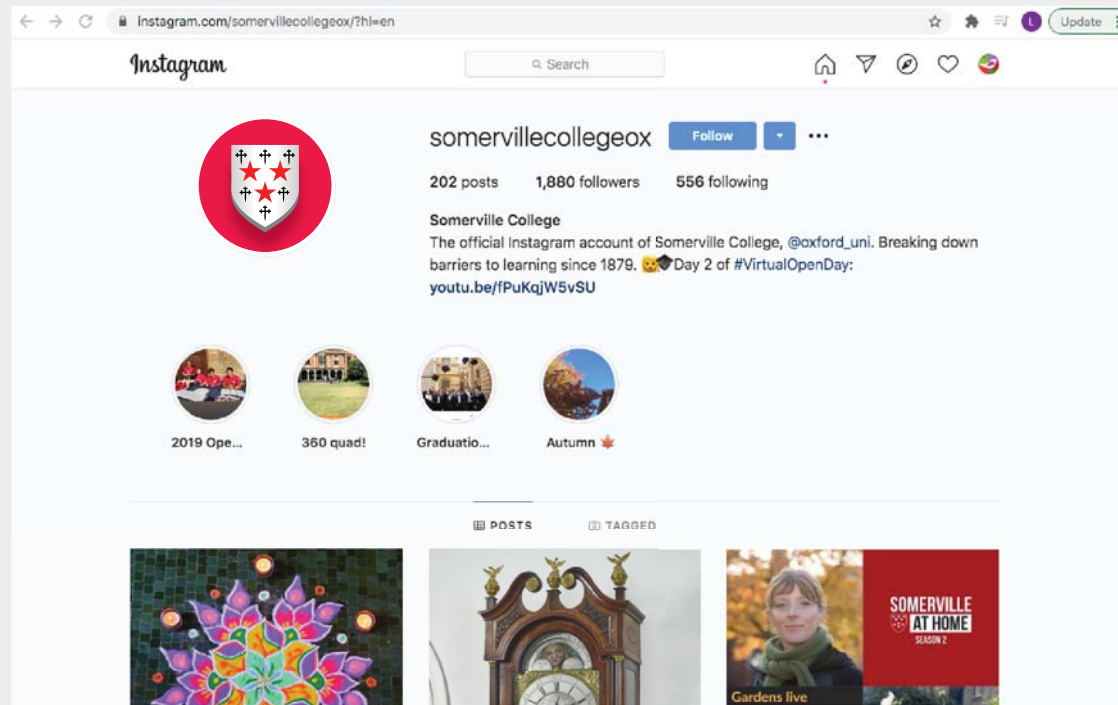 instagram.com/somervillecollegeox/?hl=en
L
Update
Instagram
Search
somervillecollegeox
Follow
202 posts 1,880 followers 556 following
Somerville College
The official Instagram account of Somerville College, @oxford_uni. Breaking down
barriers to learning since 1879. Day 2 of #VirtualOpenDay:
youtu.be/fPuKqjW5vSU
2019 Ope... 360 quad! Graduatio... Autumn
POSTS TAGGED
SOMERVILLE
AT HOME
SEASON 2
Gardens live